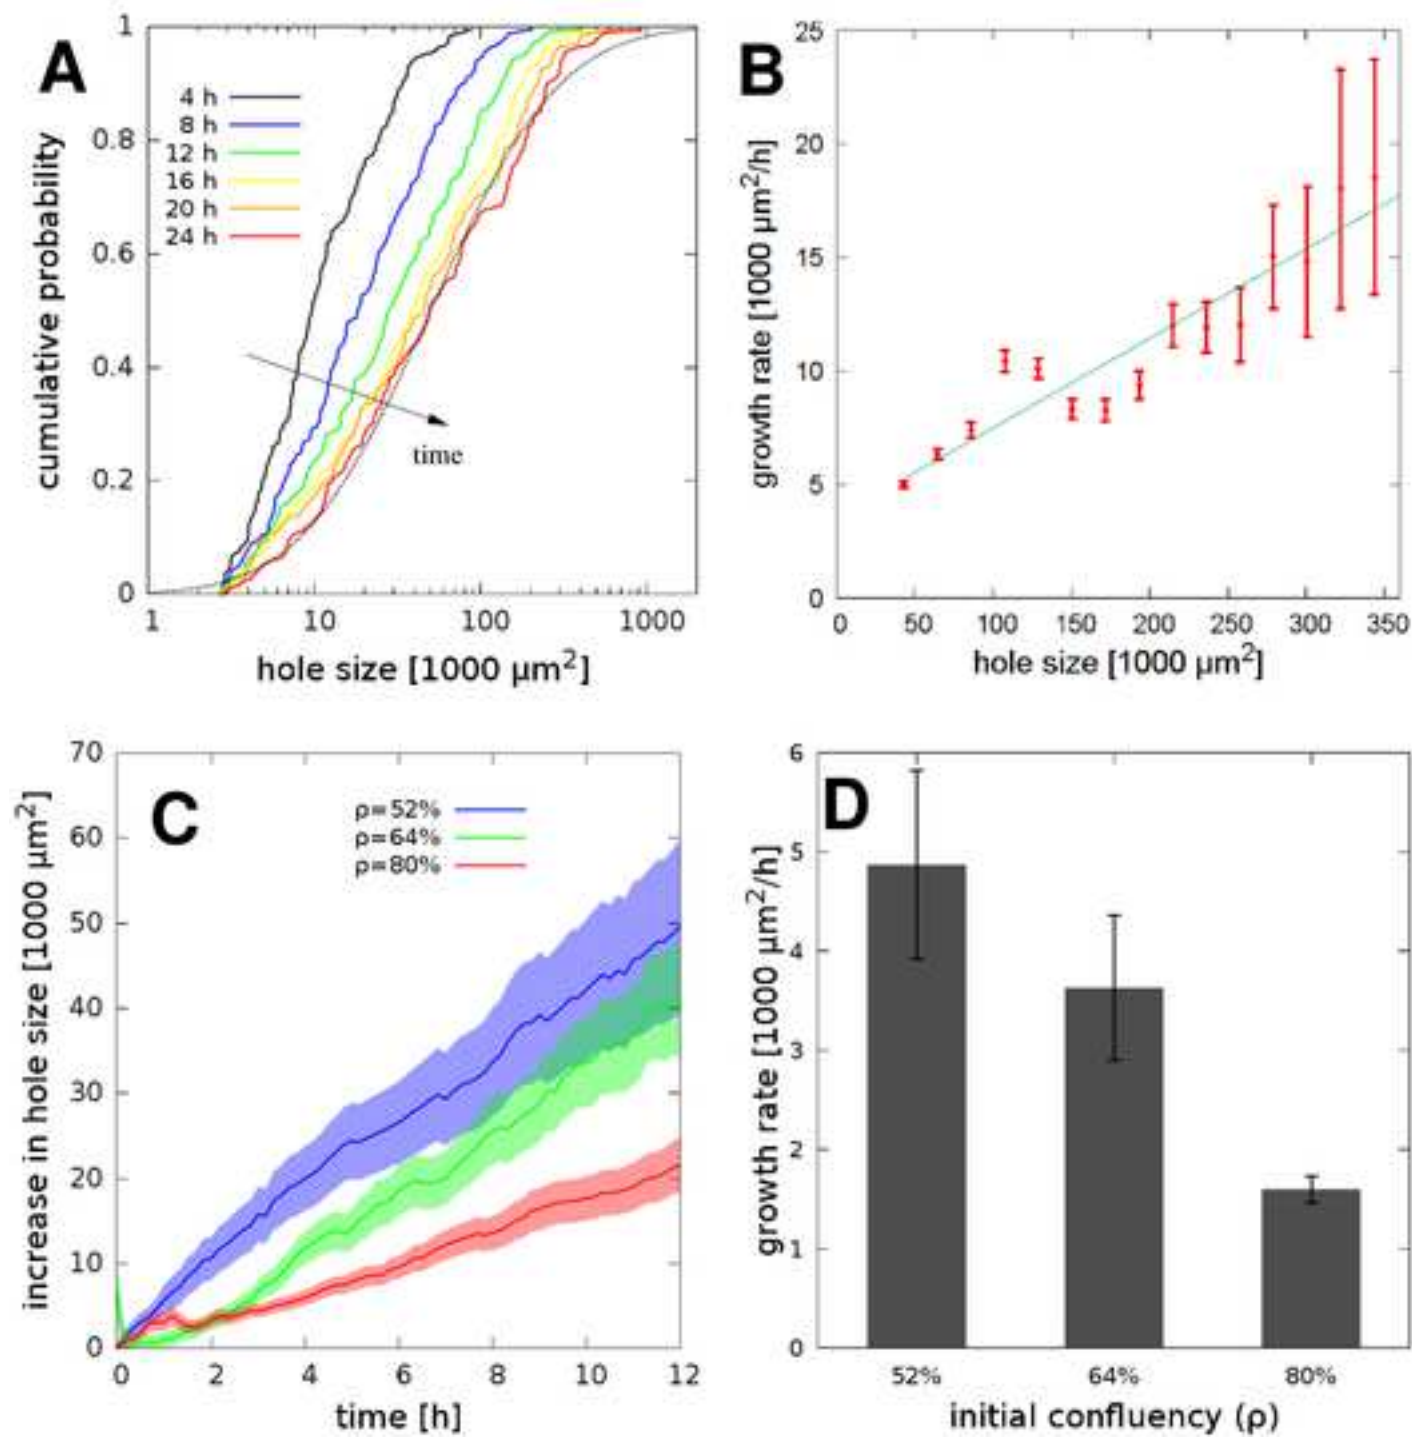 A
1
0.8
0.6
0.4
0.2
0
cumulative probability
4 h
8 h
12 h
16 h
20 h
24 h
time
1 10 100 1000
hole size [1000 μm²]
B
25
20
15
10
5
0
growth rate [1000 μm²/h]
0 50 100 150 200 250 300 350
hole size [1000 μm²]
C
70
60
50
40
30
20
10
0
increase in hole size [1000 μm²]
ρ=52%
ρ=64%
ρ=80%
0 2 4 6 8 10 12
time [h]
D
6
5
4
3
2
1
0
growth rate [1000 μm²/h]
52% 64% 80%
initial confluency (ρ)